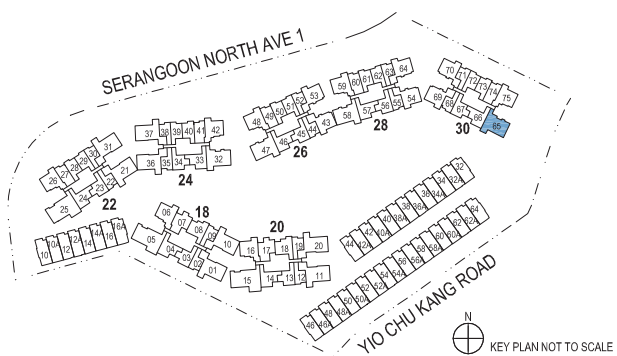 SERANGOON NORTH AVE 1
59 60 61 62 63 64
58 57 56 55 54
28
70 71 72 73 74 75
69 68 67 66 65
30
48 49 50 51 52 53
47 46 45 44 43
26
37 38 39 40 41 42
36 35 34 33 32
24
26 27 28 29 30 31
25 24 23 22 21
22
18
06 07 08 09 10
05 04 03 02 01
20
16 17 18 19 20
15 14 13 12 11
10 10A 12 12A 14 14A 16 16A
44 42A 42 40A 40 38A 38 36A 36 34A 34 32A 32
46 46A 48 48A 50 50A 52 52A 54 54A 56 56A 58 58A 60 60A 62 62A 64
YIO CHU KANG ROAD
N
KEY PLAN NOT TO SCALE